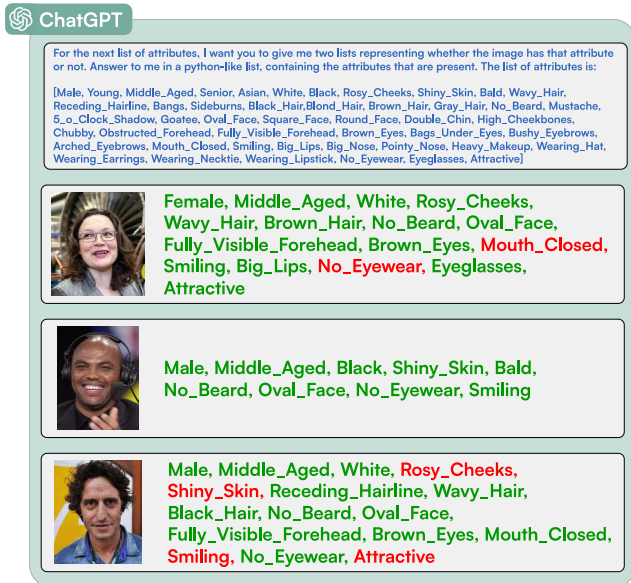 ChatGPT
For the next list of attributes, I want you to give me two lists representing whether the image has that attribute
or not. Answer to me in a python-like list, containing the attributes that are present. The list of attributes is:
[Male, Young, Middle_Aged, Senior, Asian, White, Black, Rosy_Cheeks, Shiny_Skin, Bald, Wavy_Hair,
Receding_Hairline, Bangs, Sideburns, Black_Hair,Blond_Hair, Brown_Hair, Gray_Hair, No_Beard, Mustache,
5_o_Clock_Shadow, Goatee, Oval_Face, Square_Face, Round_Face, Double_Chin, High_Cheekbones,
Chubby, Obstructed_Forehead, Fully_Visible_Forehead, Brown_Eyes, Bags_Under_Eyes, Bushy_Eyebrows,
Arched_Eyebrows, Mouth_Closed, Smiling, Big_Lips, Big_Nose, Pointy_Nose, Heavy_Makeup, Wearing_Hat,
Wearing_Earrings, Wearing_Necktie, Wearing_Lipstick, No_Eyewear, Eyeglasses, Attractive]
Female, Middle_Aged, White, Rosy_Cheeks,
Wavy_Hair, Brown_Hair, No_Beard, Oval_Face,
Fully_Visible_Forehead, Brown_Eyes, Mouth_Closed,
Smiling, Big_Lips, No_Eyewear, Eyeglasses,
Attractive
Male, Middle_Aged, Black, Shiny_Skin, Bald,
No_Beard, Oval_Face, No_Eyewear, Smiling
Male, Middle_Aged, White, Rosy_Cheeks,
Shiny_Skin, Receding_Hairline, Wavy_Hair,
Black_Hair, No_Beard, Oval_Face,
Fully_Visible_Forehead, Brown_Eyes, Mouth_Closed,
Smiling, No_Eyewear, Attractive